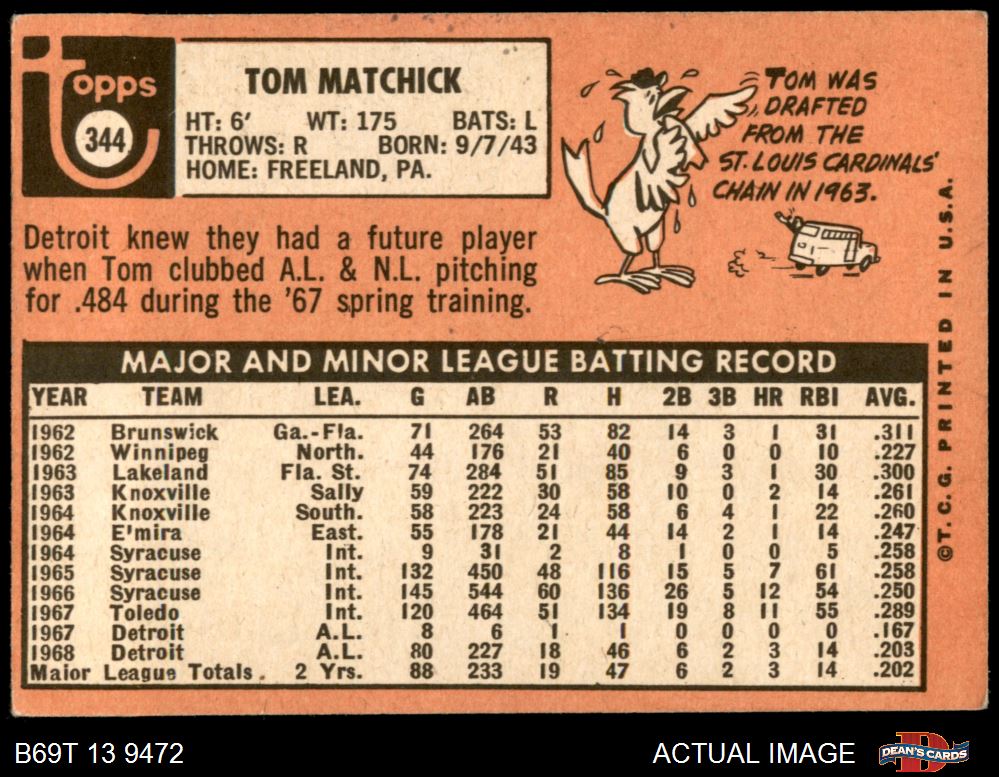 topps
344
TOM MATCHICK
HT: 6' WT: 175 BATS: L
THROWS: R BORN: 9/7/43
HOME: FREELAND, PA.
TOM WAS
DRAFTED
FROM THE
ST. LOUIS CARDINALS'
CHAIN IN 1963.
Detroit knew they had a future player
when Tom clubbed A.L. & N.L. pitching
for .484 during the '67 spring training.
MAJOR AND MINOR LEAGUE BATTING RECORD
YEAR TEAM LEA. G AB R H 2B 3B HR RBI AVG.
1962 Brunswick Ga.-Fla. 71 264 53 82 14 3 1 31 .311
1962 Winnipeg North. 44 176 21 40 6 0 0 10 .227
1963 Lakeland Fla. St. 74 284 51 85 9 3 1 30 .300
1963 Knoxville Sally 59 222 30 58 10 0 2 14 .261
1964 Knoxville South. 58 223 24 58 6 4 1 22 .260
1964 E'mira East. 55 178 21 44 14 2 1 14 .247
1964 Syracuse Int. 9 31 2 8 1 0 0 5 .258
1965 Syracuse Int. 132 450 48 116 15 5 7 61 .258
1966 Syracuse Int. 145 544 60 136 26 5 12 54 .250
1967 Toledo Int. 120 464 51 134 19 8 11 55 .289
1967 Detroit A.L. 8 6 1 1 0 0 0 0 .167
1968 Detroit A.L. 80 227 18 46 6 2 3 14 .203
Major League Totals. 2 Yrs. 88 233 19 47 6 2 3 14 .202
©T. C. G. PRINTED IN U.S.A.
B69T 13 9472
ACTUAL IMAGE
D
DEAN'S CARDS